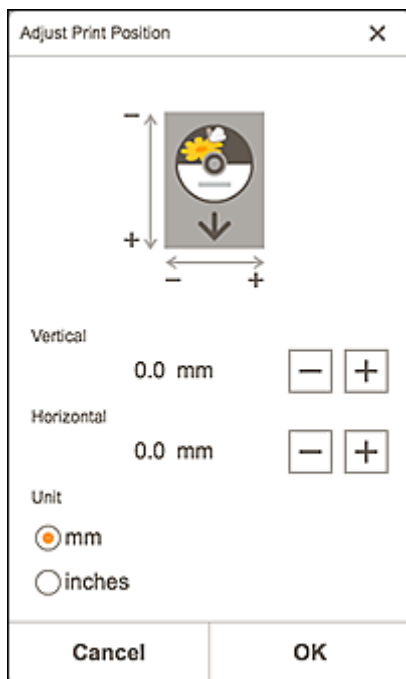 Adjust Print Position ×
−
+
− +
Vertical
0.0 mm − +
Horizontal
0.0 mm − +
Unit
mm
inches
Cancel OK